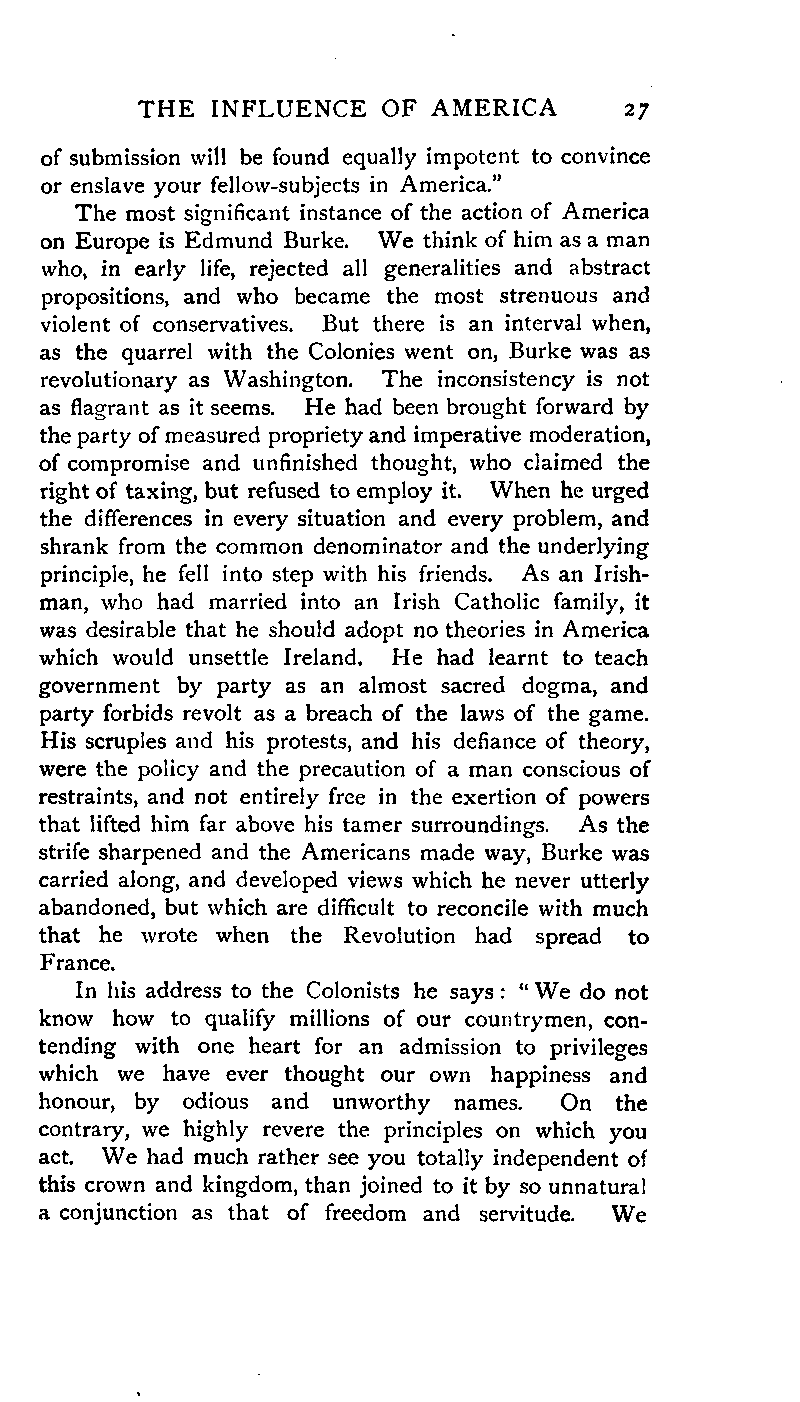 THE INFLUENCE OF AMERICA 27
of submission will be found equally impotent to convince
or enslave your fellow-subjects in America."
The most significant instance of the action of America
on Europe is Edmund Burke. We think of him as a man
who, in early life, rejected all generalities and abstract
propositions, and who became the most strenuous and
violent of conservatives. But there is an interval when,
as the quarrel with the Colonies went on, Burke was as
revolutionary as Washington. The inconsistency is not
as flagrant as it seems. He had been brought forward by
the party of measured propriety and imperative moderation,
of compromise and unfinished thought, who claimed the
right of taxing, but refused to employ it. When he urged
the differences in every situation and every problem, and
shrank from the common denominator and the underlying
principle, he fell into step with his friends. As an Irish-
man, who had married into an Irish Catholic family, it
was desirable that he should adopt no theories in America
which would unsettle Ireland. He had learnt to teach
government by party as an almost sacred dogma, and
party forbids revolt as a breach of the laws of the game.
His scruples and his protests, and his defiance of theory,
were the policy and the precaution of a man conscious of
restraints, and not entirely free in the exertion of powers
that lifted him far above his tamer surroundings. As the
strife sharpened and the Americans made way, Burke was
carried along, and developed views which he never utterly
abandoned, but which are difficult to reconcile with much
that he wrote when the Revolution had spread to
France.
In his address to the Colonists he says: "We do not
know how to qualify millions of our countrymen, con-
tending with one heart for an admission to privileges
which we have ever thought our own happiness and
honour, by odious and unworthy names. On the
contrary, we highly revere the principles on which you
act. We had much rather see you totally independent of
this crown and kingdom, than joined to it by so unnatural
a conjunction as that of freedom and servitude. We